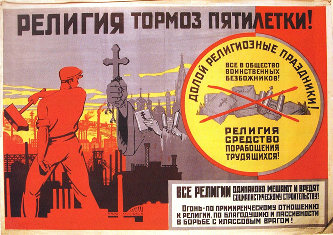 РЕЛИГИЯ ТОРМОЗ ПЯТИЛЕТКИ!
ДОЛОЙ РЕЛИГИОЗНЫЕ ПРАЗДНИКИ!
ВСЕ В ОБЩЕСТВО
ВОИНСТВЕННЫХ
БЕЗБОЖНИКОВ!
РЕЛИГИЯ
СРЕДСТВО
ПОРАБОЩЕНИЯ
ТРУДЯЩИХСЯ!
ВСЕ РЕЛИГИИ ОДИНАКОВО МЕШАЮТ И ВРЕДЯТ
СОЦИАЛИСТИЧЕСКОМУ СТРОИТЕЛЬСТВУ!
ОГОНЬ-ПО ПРИМИРЕНЧЕСКОМУ ОТНОШЕНИЮ
К РЕЛИГИИ, ПО БЛАГОДУШИЮ И ПАССИВНОСТИ
В БОРЬБЕ С КЛАССОВЫМ ВРАГОМ!